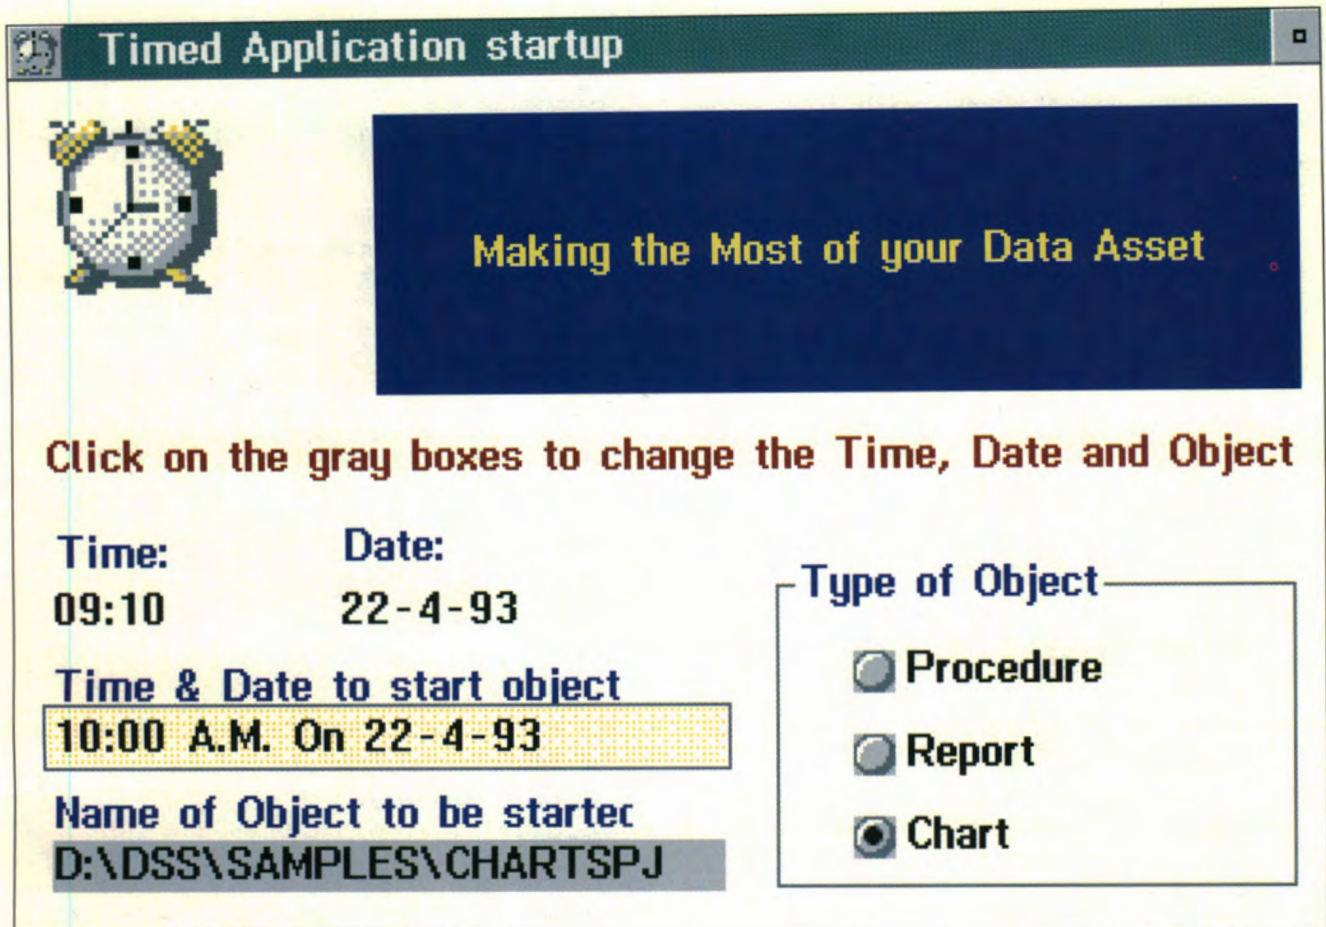 Timed Application startup
Making the Most of your Data Asset
Click on the gray boxes to change the Time, Date and Object
Time:
Date:
09:10
22-4-93
Time & Date to start object
10:00 A.M. On 22-4-93
Name of Object to be starter
D:\DSS\SAMPLES\CHARTSPJ
Type of Object
Procedure
Report
Chart